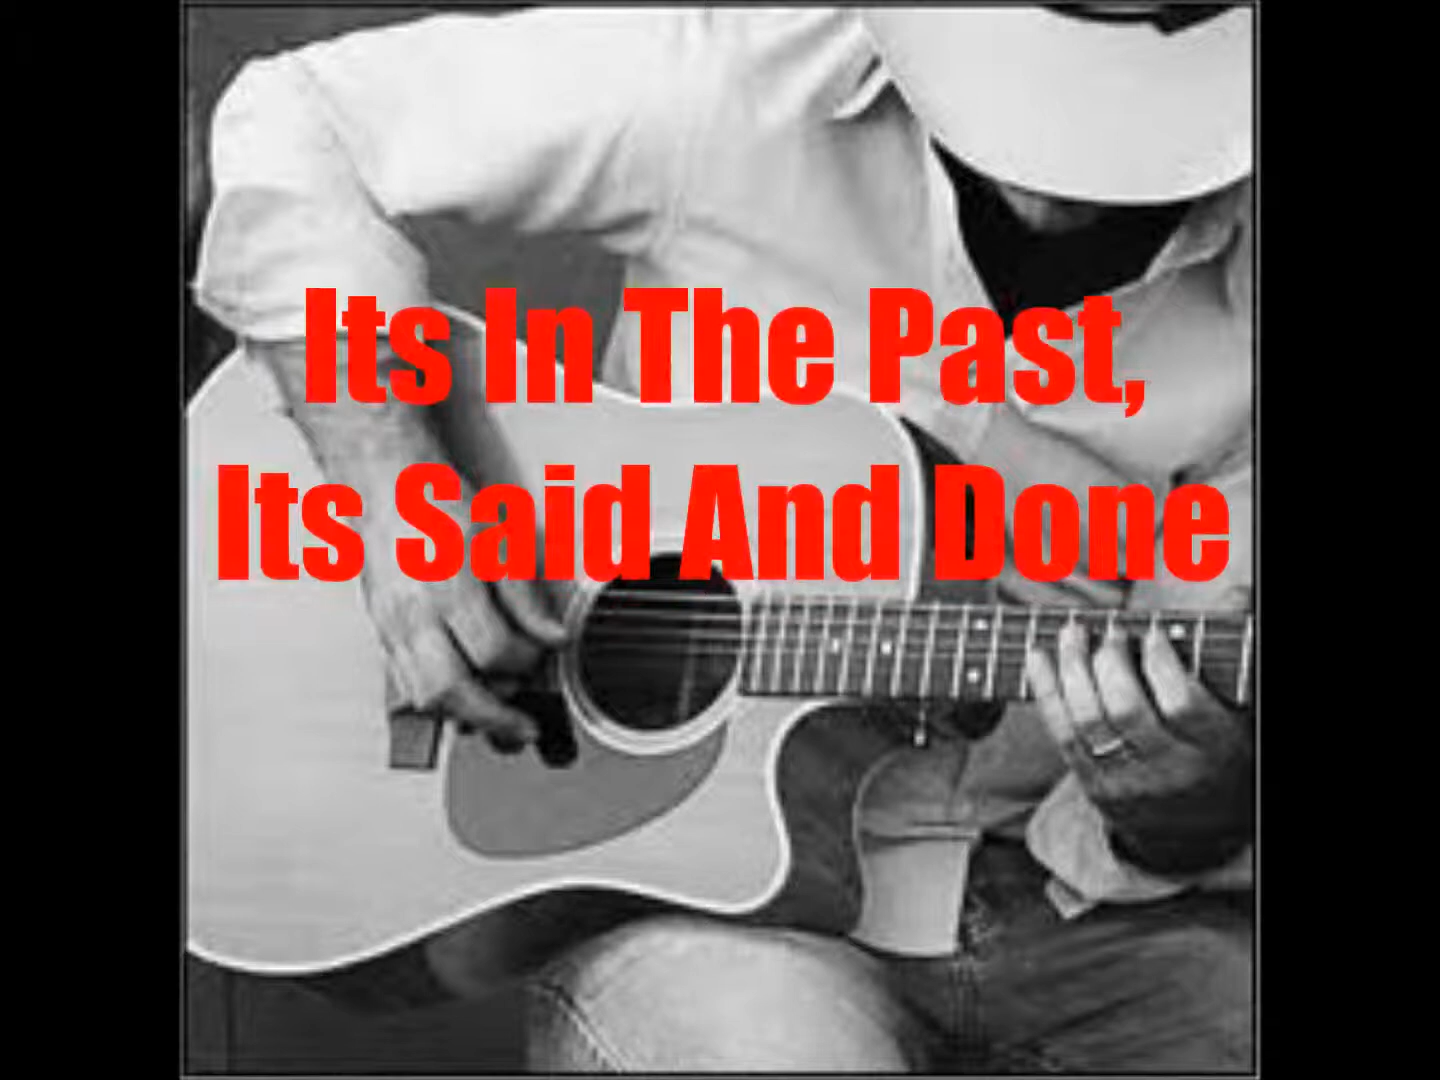 Its In The Past,
Its Said And Done